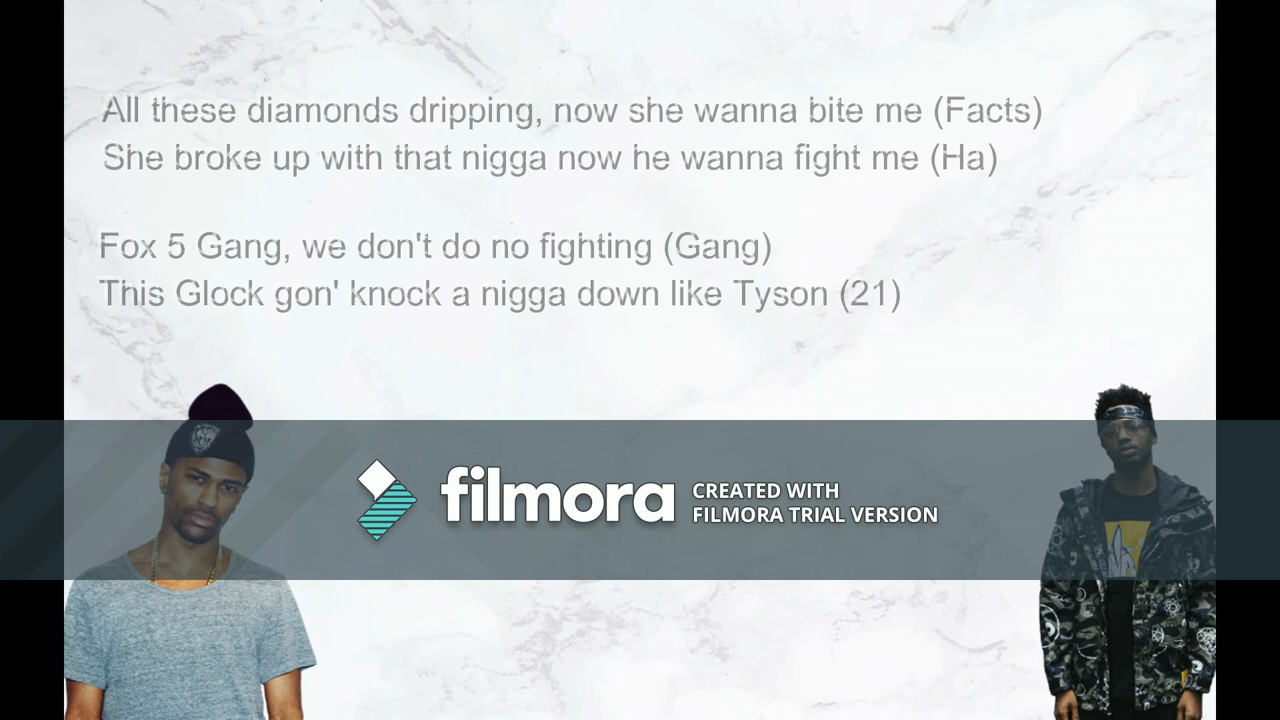 All these diamonds dripping, now she wanna bite me (Facts)
She broke up with that nigga now he wanna fight me (Ha)
Fox 5 Gang, we don't do no fighting (Gang)
This Glock gon' knock a nigga down like Tyson (21)
filmora
CREATED WITH
FILMORA TRIAL VERSION